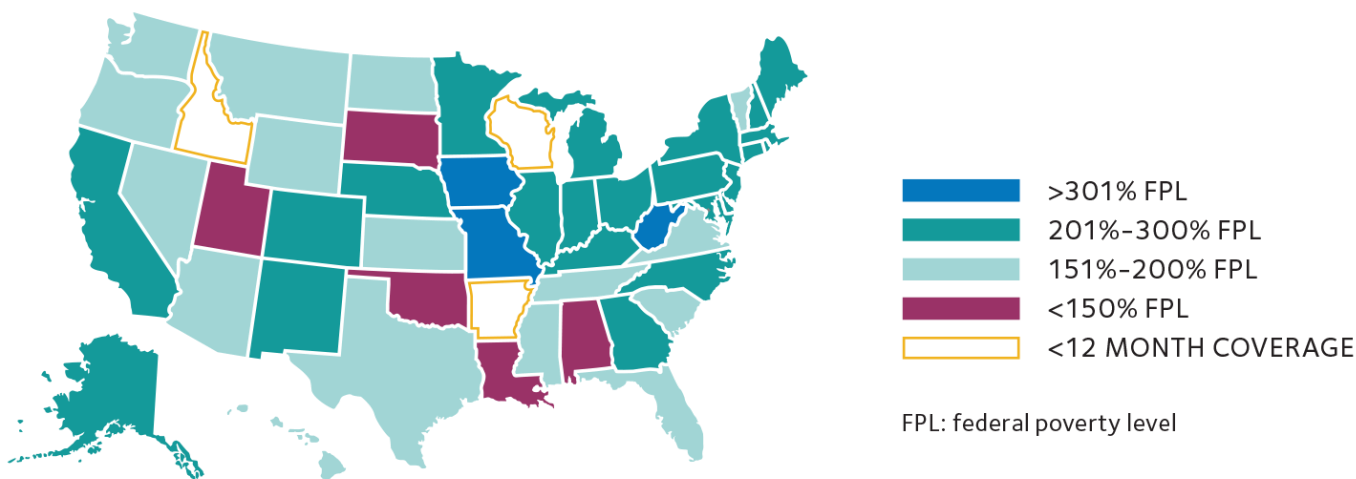 >301% FPL
201%–300% FPL
151%–200% FPL
<150% FPL
<12 MONTH COVERAGE
FPL: federal poverty level